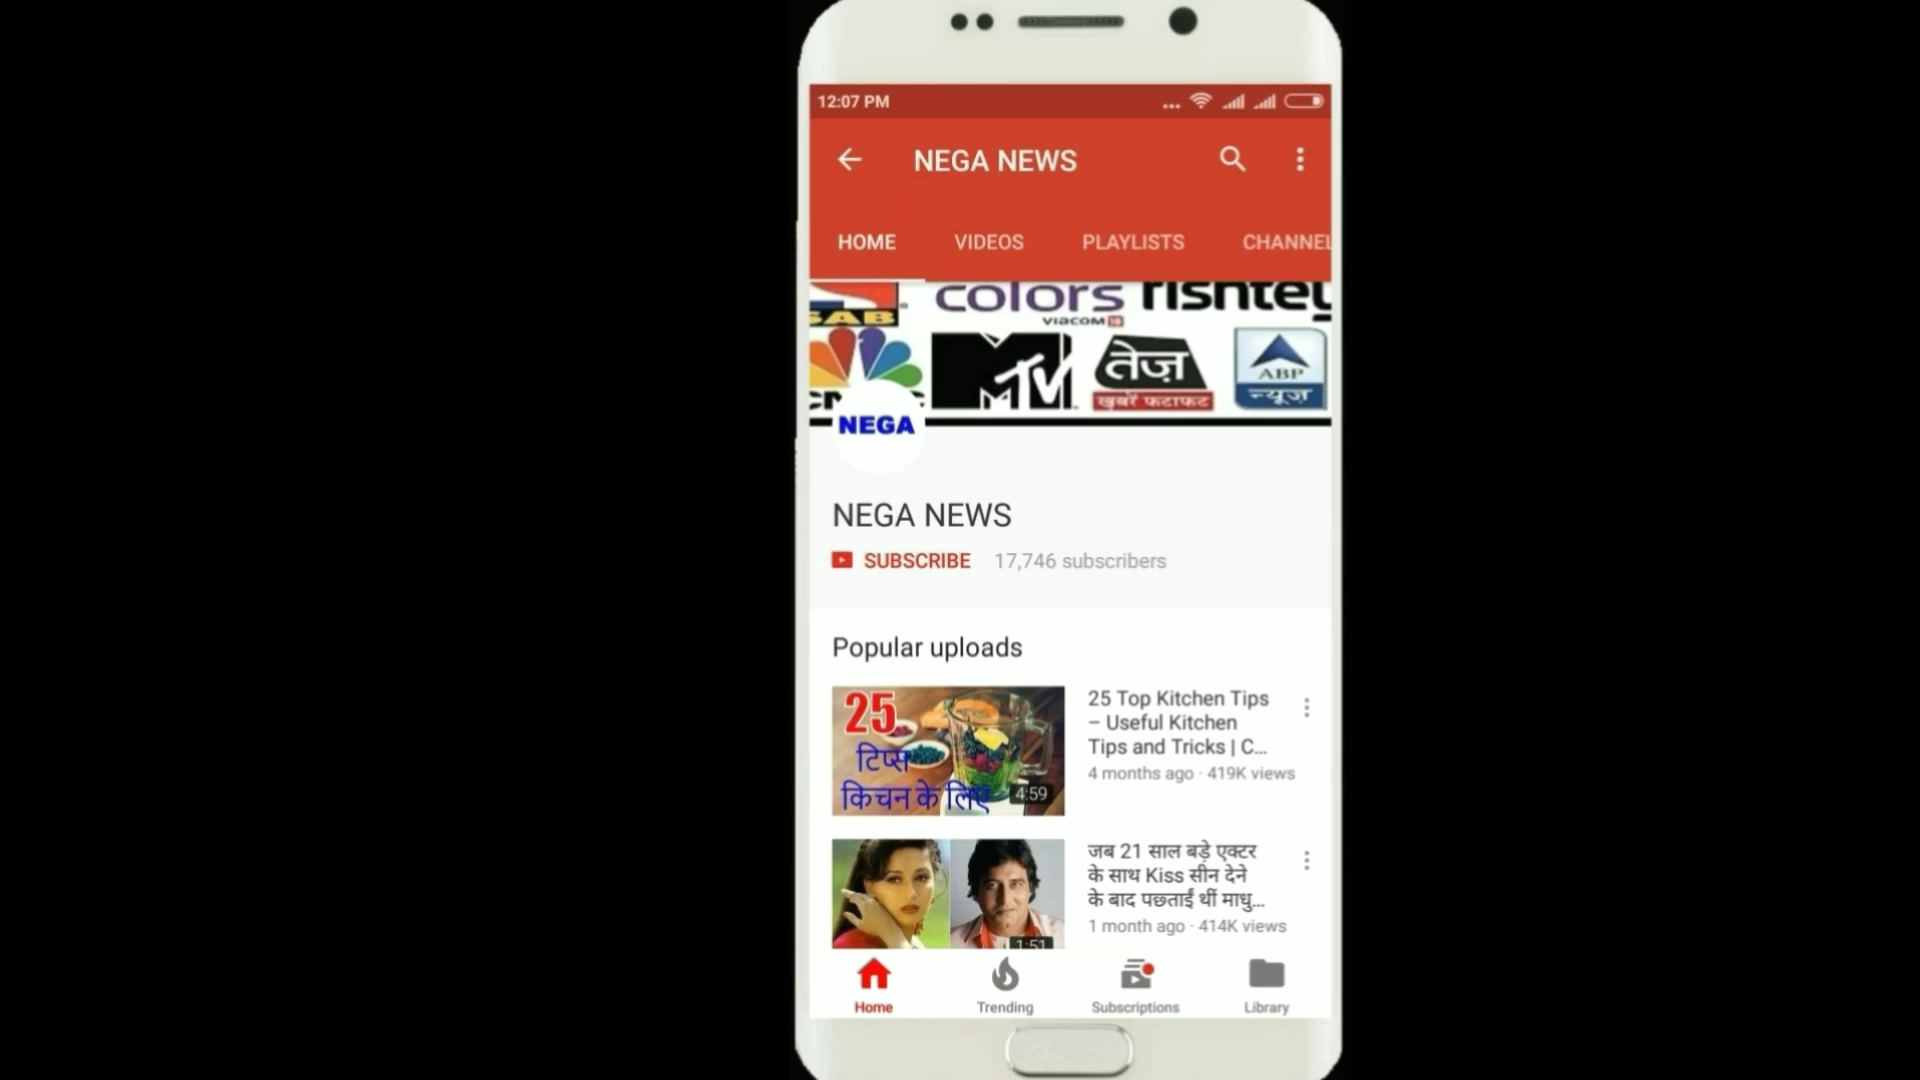 12:07 PM
NEGA NEWS
HOME VIDEOS PLAYLISTS CHANNEL
SAB colors rishtey
VIACOM 18
MTV तेज़ ABP
ख़बरें फटाफट न्यूज़
NEGA
NEGA NEWS
SUBSCRIBE 17,746 subscribers
Popular uploads
25
टिप्स
किचन के लिए
4:59
25 Top Kitchen Tips
– Useful Kitchen
Tips and Tricks | C...
4 months ago · 419K views
1:51
जब 21 साल बड़े एक्टर
के साथ Kiss सीन देने
के बाद पछताईं थीं माधु...
1 month ago · 414K views
Home Trending Subscriptions Library